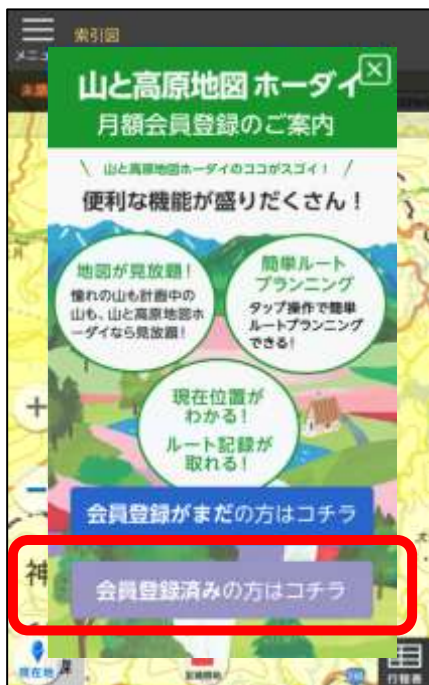 索引図
山と高原地図 ホーダイ
月額会員登録のご案内
\ 山と高原地図ホーダイのココがスゴイ! /
便利な機能が盛りだくさん!
地図が見放題!
憧れの山も計画中の
山も、山と高原地図ホ
ーダイなら見放題!
簡単ルート
プランニング
タップ操作で簡単
ルートプランニング
できる!
現在位置が
わかる!
ルート記録が
取れる!
+
会員登録がまだの方はコチラ
神
会員登録済みの方はコチラ
現在地
行程表